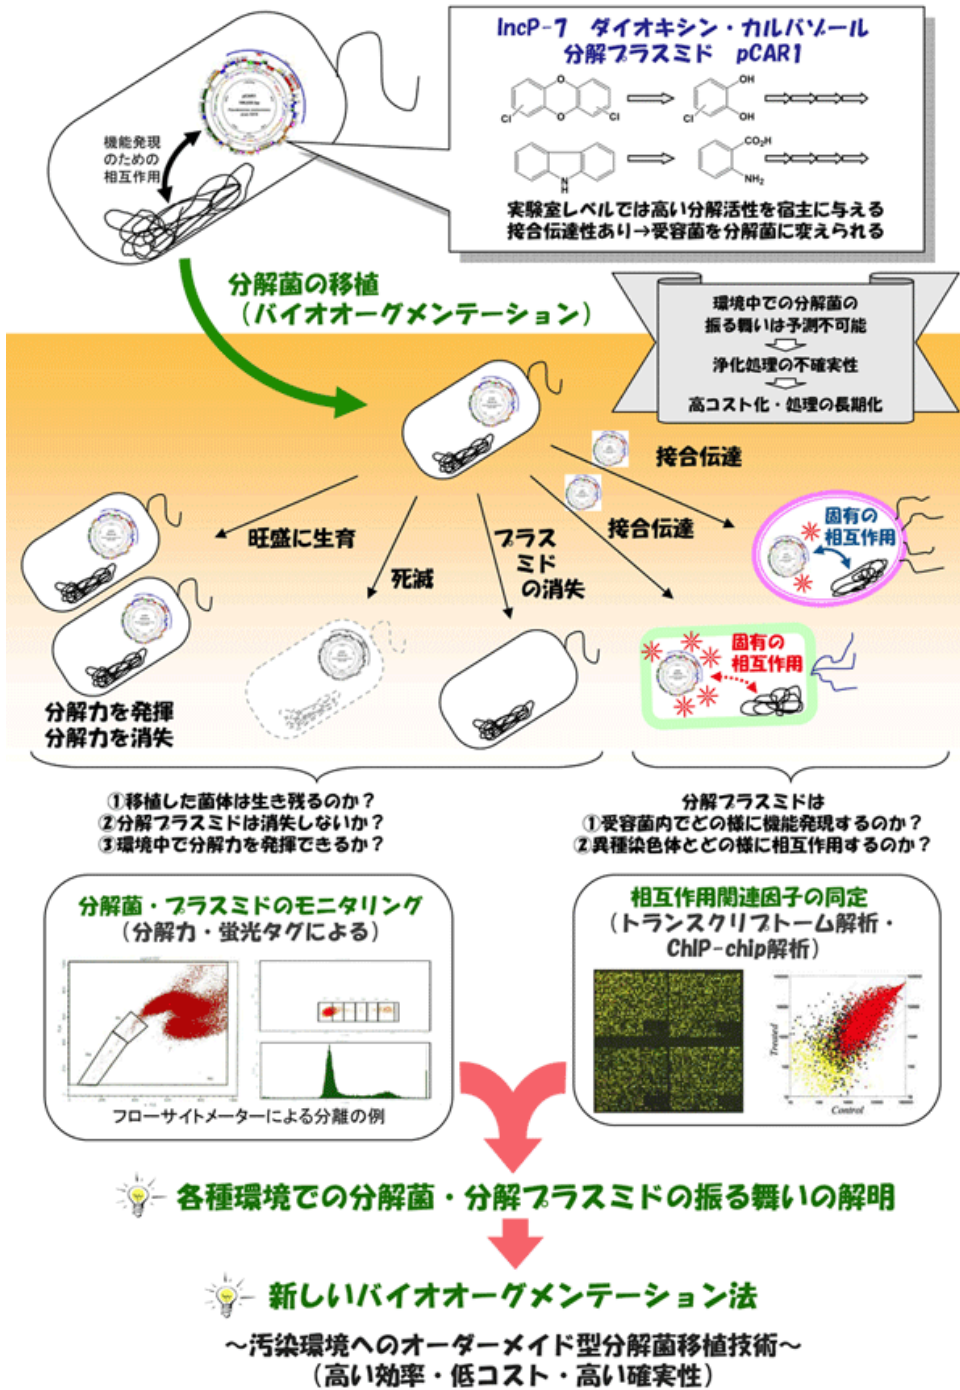 IncP-7 ダイオキシン・カルバゾール
分解プラスミド pCAR1
O
OH
Cl
O
Cl
Cl
OH
CO₂H
N
H
NH₂
実験室レベルでは高い分解活性を宿主に与える
接合伝達性あり→受容菌を分解菌に変えられる
pCAR1
機能発現
のための
相互作用
分解菌の移植
(バイオオーグメンテーション)
環境中での分解菌の
振る舞いは予測不可能
浄化処理の不確実性
高コスト化・処理の長期化
接合伝達
接合伝達
旺盛に生育
死滅
プラス
ミド
の消失
固有の
相互作用
固有の
相互作用
分解力を発揮
分解力を消失
①移植した菌体は生き残るのか?
②分解プラスミドは消失しないか?
③環境中で分解力を発揮できるか?
分解プラスミドは
①受容菌内でどの様に機能発現するのか?
②異種染色体とどの様に相互作用するのか?
分解菌・プラスミドのモニタリング
(分解力・蛍光タグによる)
フローサイトメーターによる分離の例
相互作用関連因子の同定
(トランスクリプトーム解析・
ChIP-chip解析)
Treated
Control
各種環境での分解菌・分解プラスミドの振る舞いの解明
新しいバイオオーグメンテーション法
～汚染環境へのオーダーメイド型分解菌移植技術～
(高い効率・低コスト・高い確実性)